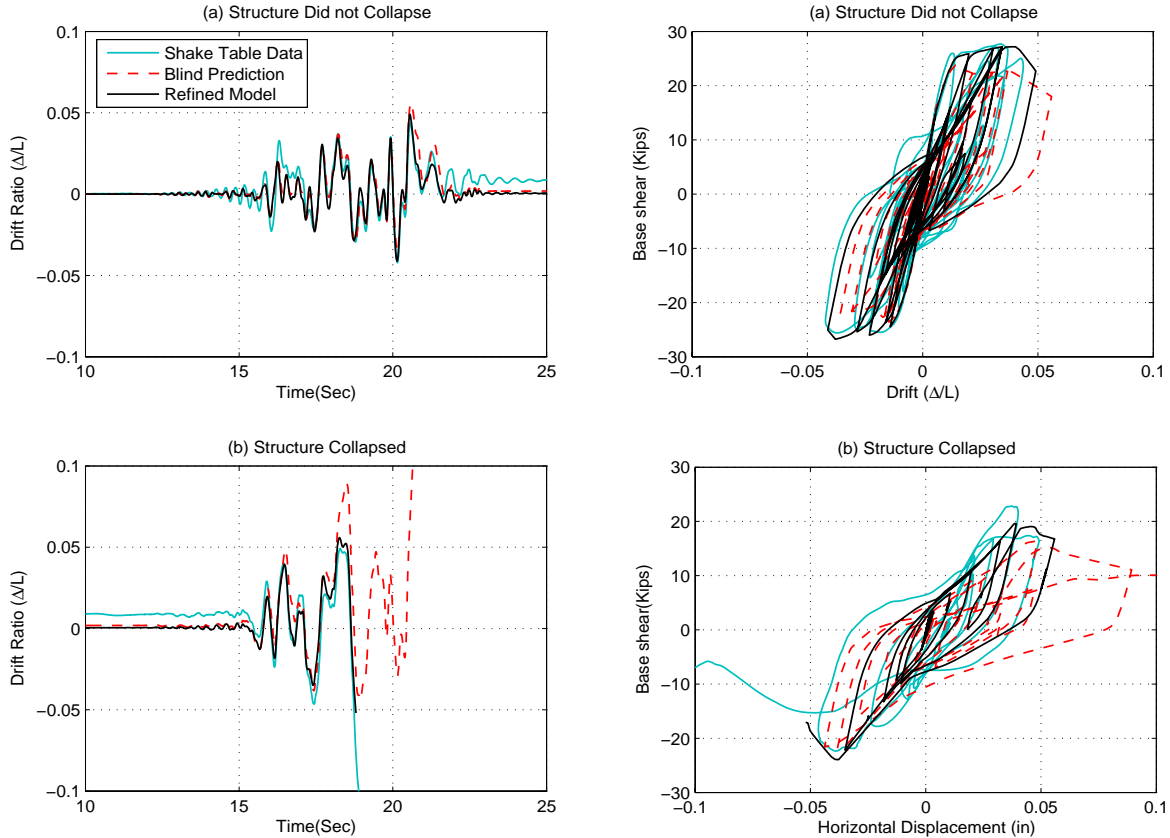 (a) Structure Did not Collapse
0.1
0.05
0
−0.05
−0.1
Drift Ratio (Δ/L)
Shake Table Data
Blind Prediction
Refined Model
10 15 20 25
Time(Sec)
(a) Structure Did not Collapse
30
20
10
0
−10
−20
−30
Base shear (Kips)
−0.1 −0.05 0 0.05 0.1
Drift (Δ/L)
(b) Structure Collapsed
0.1
0.05
0
−0.05
−0.1
Drift Ratio (Δ/L)
10 15 20 25
Time(Sec)
(b) Structure Collapsed
30
20
10
0
−10
−20
−30
Base shear(Kips)
−0.1 −0.05 0 0.05 0.1
Horizontal Displacement (in)